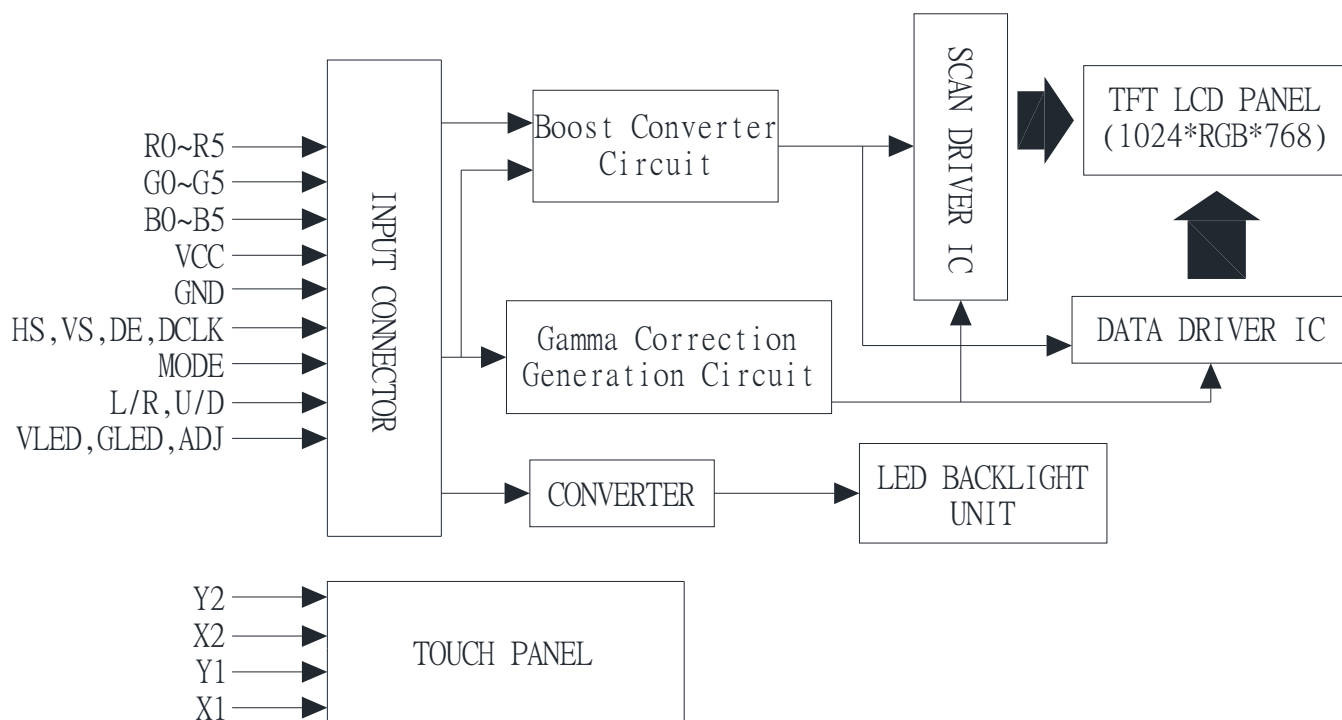 R0~R5
G0~G5
B0~B5
VCC
GND
HS,VS,DE,DCLK
MODE
L/R,U/D
VLED,GLED,ADJ
INPUT CONNECTOR
Boost Converter
Circuit
Gamma Correction
Generation Circuit
CONVERTER
LED BACKLIGHT
UNIT
SCAN DRIVER IC
TFT LCD PANEL
(1024*RGB*768)
DATA DRIVER IC
Y2
X2
Y1
X1
TOUCH PANEL